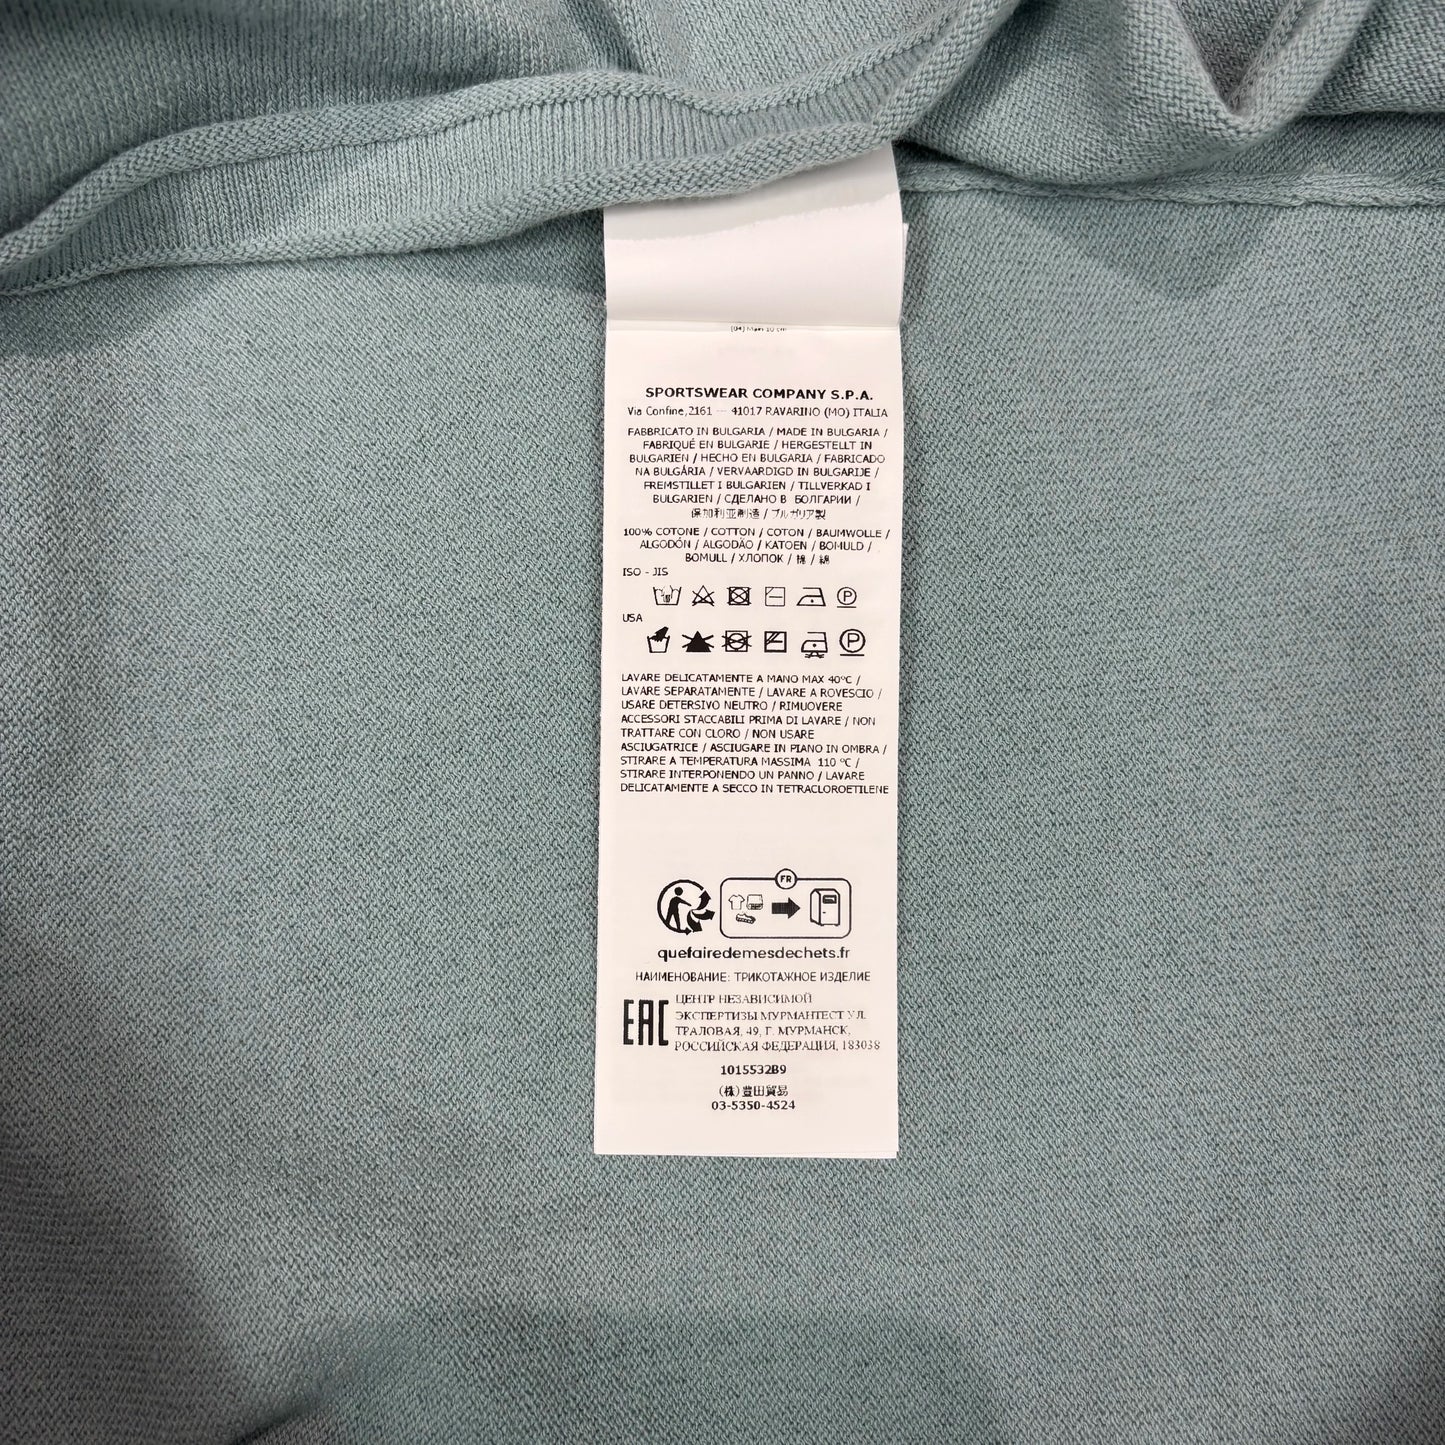 SPORTSWEAR COMPANY S.P.A.
Via Confine,2161 -- 41017 RAVARINO (MO) ITALIA
FABBRICATO IN BULGARIA / MADE IN BULGARIA /
FABRIQUÉ EN BULGARIE / HERGESTELLT IN
BULGARIEN / HECHO EN BULGARIA / FABRICADO
NA BULGÁRIA / VERVAARDIGD IN BULGARIJE /
FREMSTILLET I BULGARIEN / TILLVERKAD I
BULGARIEN / СДЕЛАНО В БОЛГАРИИ /
保加利亚制造 / ブルガリア製
100% COTONE / COTTON / COTON / BAUMWOLLE /
ALGODÓN / ALGODÃO / KATOEN / BOMULD /
BOMULL / ХЛОПОК / 棉 / 綿
ISO - JIS
P
USA
P
LAVARE DELICATAMENTE A MANO MAX 40°C /
LAVARE SEPARATAMENTE / LAVARE A ROVESCIO /
USARE DETERSIVO NEUTRO / RIMUOVERE
ACCESSORI STACCABILI PRIMA DI LAVARE / NON
TRATTARE CON CLORO / NON USARE
ASCIUGATRICE / ASCIUGARE IN PIANO IN OMBRA /
STIRARE A TEMPERATURA MASSIMA 110 °C /
STIRARE INTERPONENDO UN PANNO / LAVARE
DELICATAMENTE A SECCO IN TETRACLOROETILENE
FR
quefairedemesdechets.fr
НАИМЕНОВАНИЕ: ТРИКОТАЖНОЕ ИЗДЕЛИЕ
EAC
ЦЕНТР НЕЗАВИСИМОЙ
ЭКСПЕРТИЗЫ МУРМАНТЕСТ УЛ.
ТРАЛОВАЯ, 49, Г. МУРМАНСК,
РОССИЙСКАЯ ФЕДЕРАЦИЯ, 183038
1015532B9
(株)豊田貿易
03-5350-4524